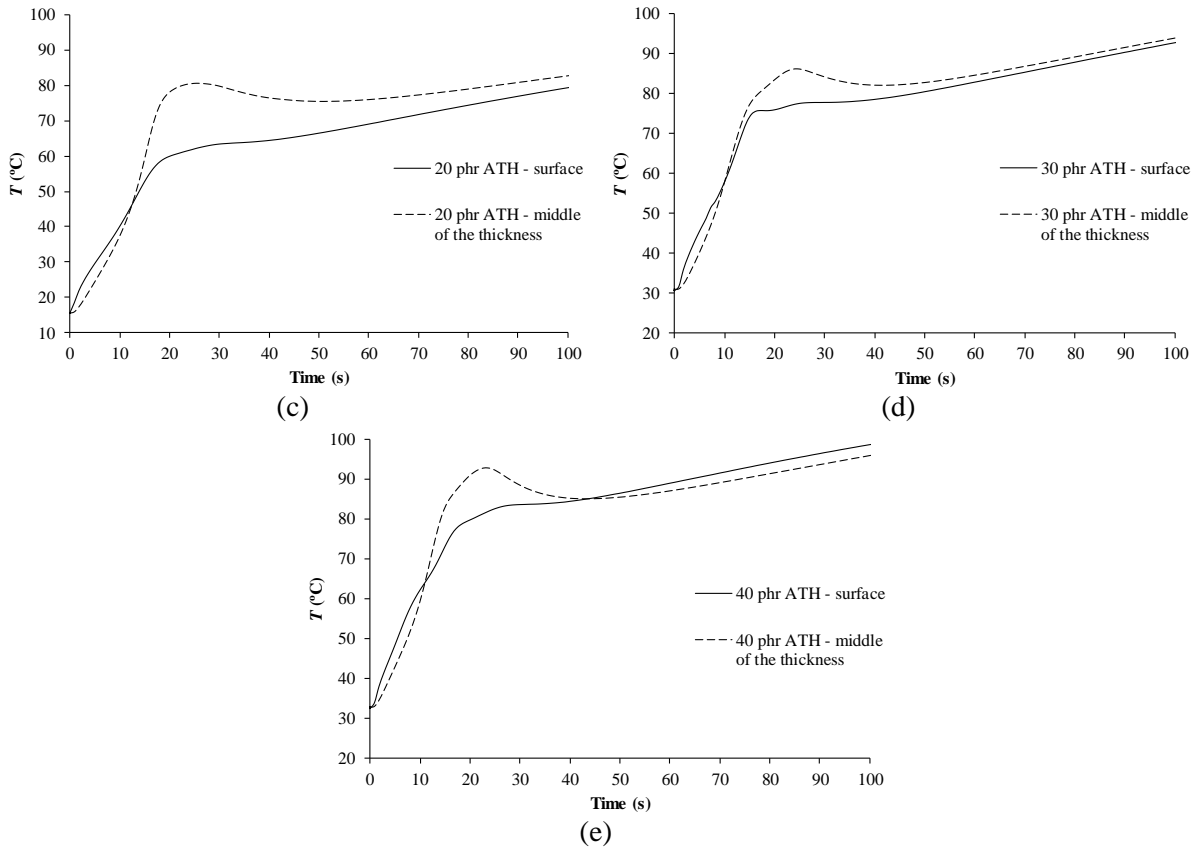 100
90
80
70
60
50
40
30
20
10
T (ºC)
0 10 20 30 40 50 60 70 80 90 100
Time (s)
20 phr ATH - surface
20 phr ATH - middle
of the thickness
(c)
100
90
80
70
60
50
40
30
20
T (ºC)
0 10 20 30 40 50 60 70 80 90 100
Time (s)
30 phr ATH - surface
30 phr ATH - middle
of the thickness
(d)
100
90
80
70
60
50
40
30
20
T (ºC)
0 10 20 30 40 50 60 70 80 90 100
Time (s)
40 phr ATH - surface
40 phr ATH - middle
of the thickness
(e)